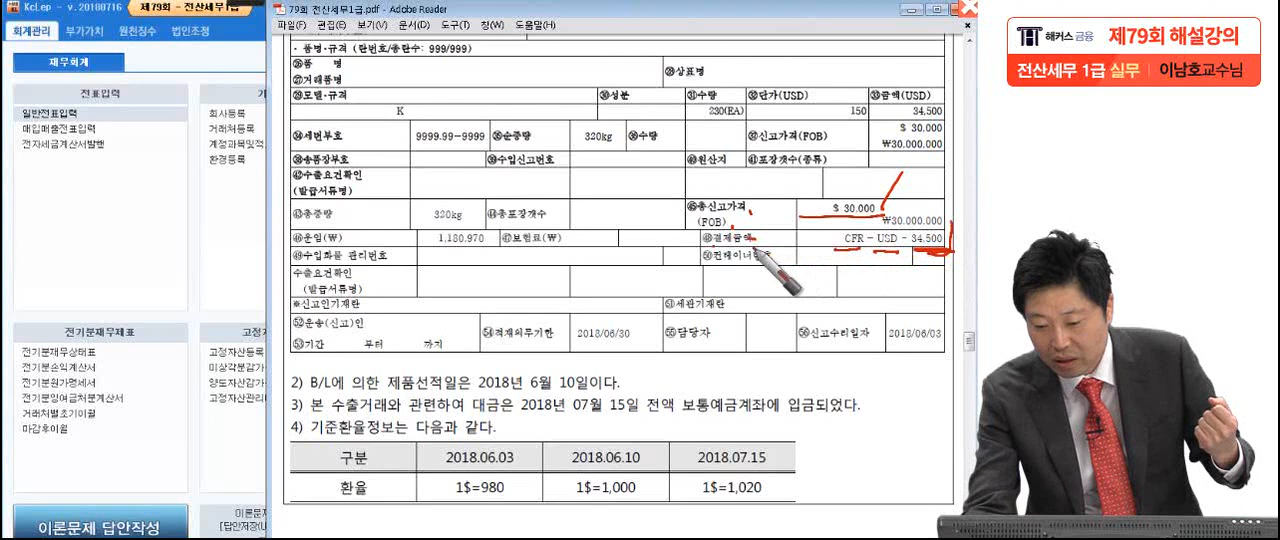 KcLep - v.20180716
79회 전산세무1급
회계관리
부가가치
원천징수
법인조정
재무회계
전표입력
일반전표입력
매입매출전표입력
전자세금계산서발행
회사등록
거래처등록
계정과목및적
환경등록
전기분재무제표
전기분재무상태표
전기분손익계산서
전기분원가명세서
전기분잉여금처분계산서
거래처별초기이월
마감후이월
고정자
고정자산등록
미상각분감가
양도자산감가
고정자산관리
이론문제 답안작성
이론문
[답안저장(U
79회 전산세무1급.pdf - Adobe Reader
파일(F) 편집(E) 보기(V) 문서(D) 도구(T) 창(W) 도움말(H)
· 품명·규격 (란번호/총란수: 999/999)
㉖품 명
㉗거래품명
㉘상표명
㉙모델·규격 ㉚성분 ㉛수량 ㉜단가(USD) ㉝금액(USD)
K 230(EA) 150 34,500
㉞세번부호 9999.99-9999 ㉟순중량 320kg ㊱수량 ㊲신고가격(FOB) $ 30,000
₩30,000,000
㊳송품장부호 ㊴수입신고번호 ㊵원산지 ㊶포장갯수(종류)
㊷수출요건확인
(발급서류명)
㊸총중량 320kg ㊹총포장갯수 ㊺총신고가격
(FOB) $ 30,000
₩30,000,000
㊻운임(₩) 1,180,970 ㊼보험료(₩) ㊽결제금액 CFR - USD - 34,500
㊾수입화물 관리번호 ㊿컨테이너번호
수출요건확인
(발급서류명)
※신고인기재란 세관기재란
운송(신고)인
기간 부터 까지
적재의무기한 2018/06/30 담당자 신고수리일자 2018/06/03
2) B/L에 의한 제품선적일은 2018년 6월 10일이다.
3) 본 수출거래와 관련하여 대금은 2018년 07월 15일 전액 보통예금계좌에 입금되었다.
4) 기준환율정보는 다음과 같다.
구분 2018.06.03 2018.06.10 2018.07.15
환율 1$=980 1$=1,000 1$=1,020
해커스 금융 제79회 해설강의
전산세무 1급 실무 이남호교수님